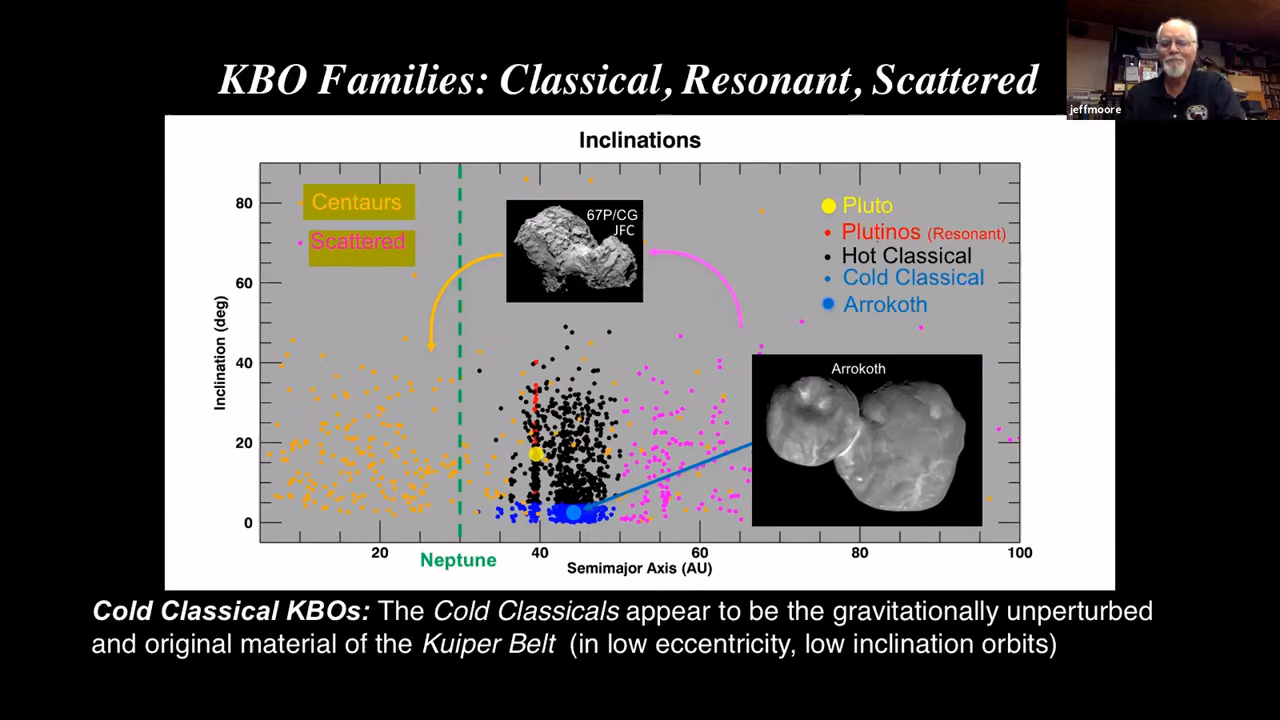 KBO Families: Classical, Resonant, Scattered
jeffmoore
Inclinations
Centaurs
Scattered
67P/CG
JFC
Pluto
Plutinos (Resonant)
Hot Classical
Cold Classical
Arrokoth
Arrokoth
Inclination (deg)
80
60
40
20
0
20
40
60
80
100
Neptune
Semimajor Axis (AU)
Cold Classical KBOs: The Cold Classicals appear to be the gravitationally unperturbed
and original material of the Kuiper Belt (in low eccentricity, low inclination orbits)